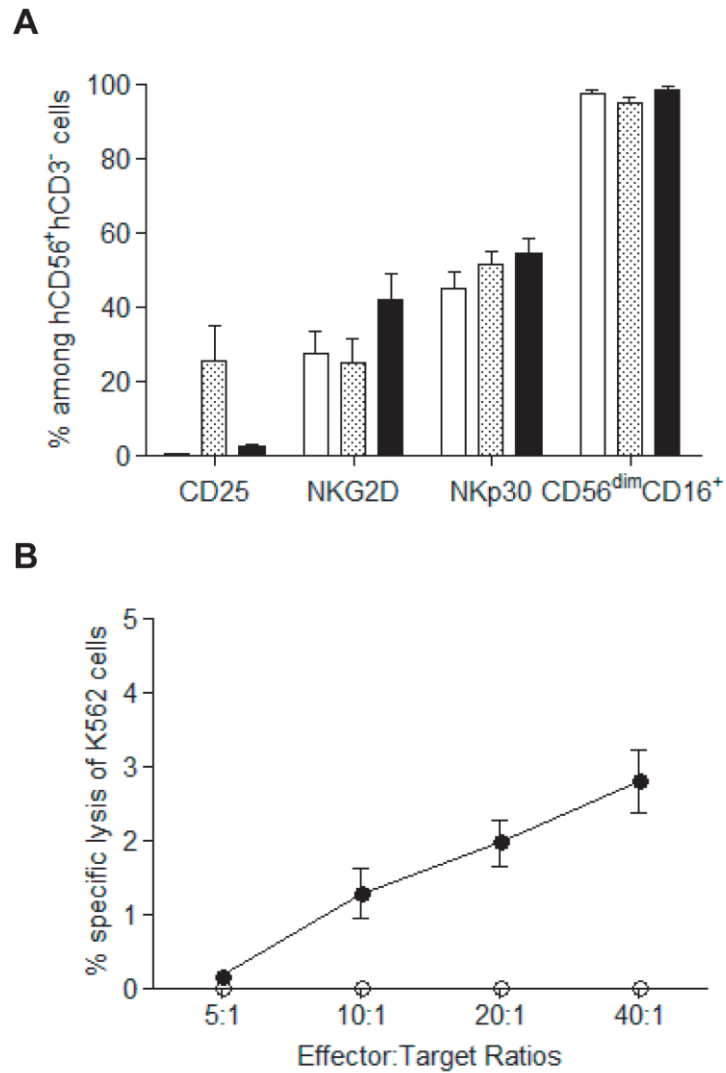 A
% among hCD56⁺hCD3⁻ cells
100
80
60
40
20
0
CD25 NKG2D NKp30 CD56ᵈⁱᵐCD16⁺
B
% specific lysis of K562 cells
5
4
3
2
1
0
5:1 10:1 20:1 40:1
Effector:Target Ratios